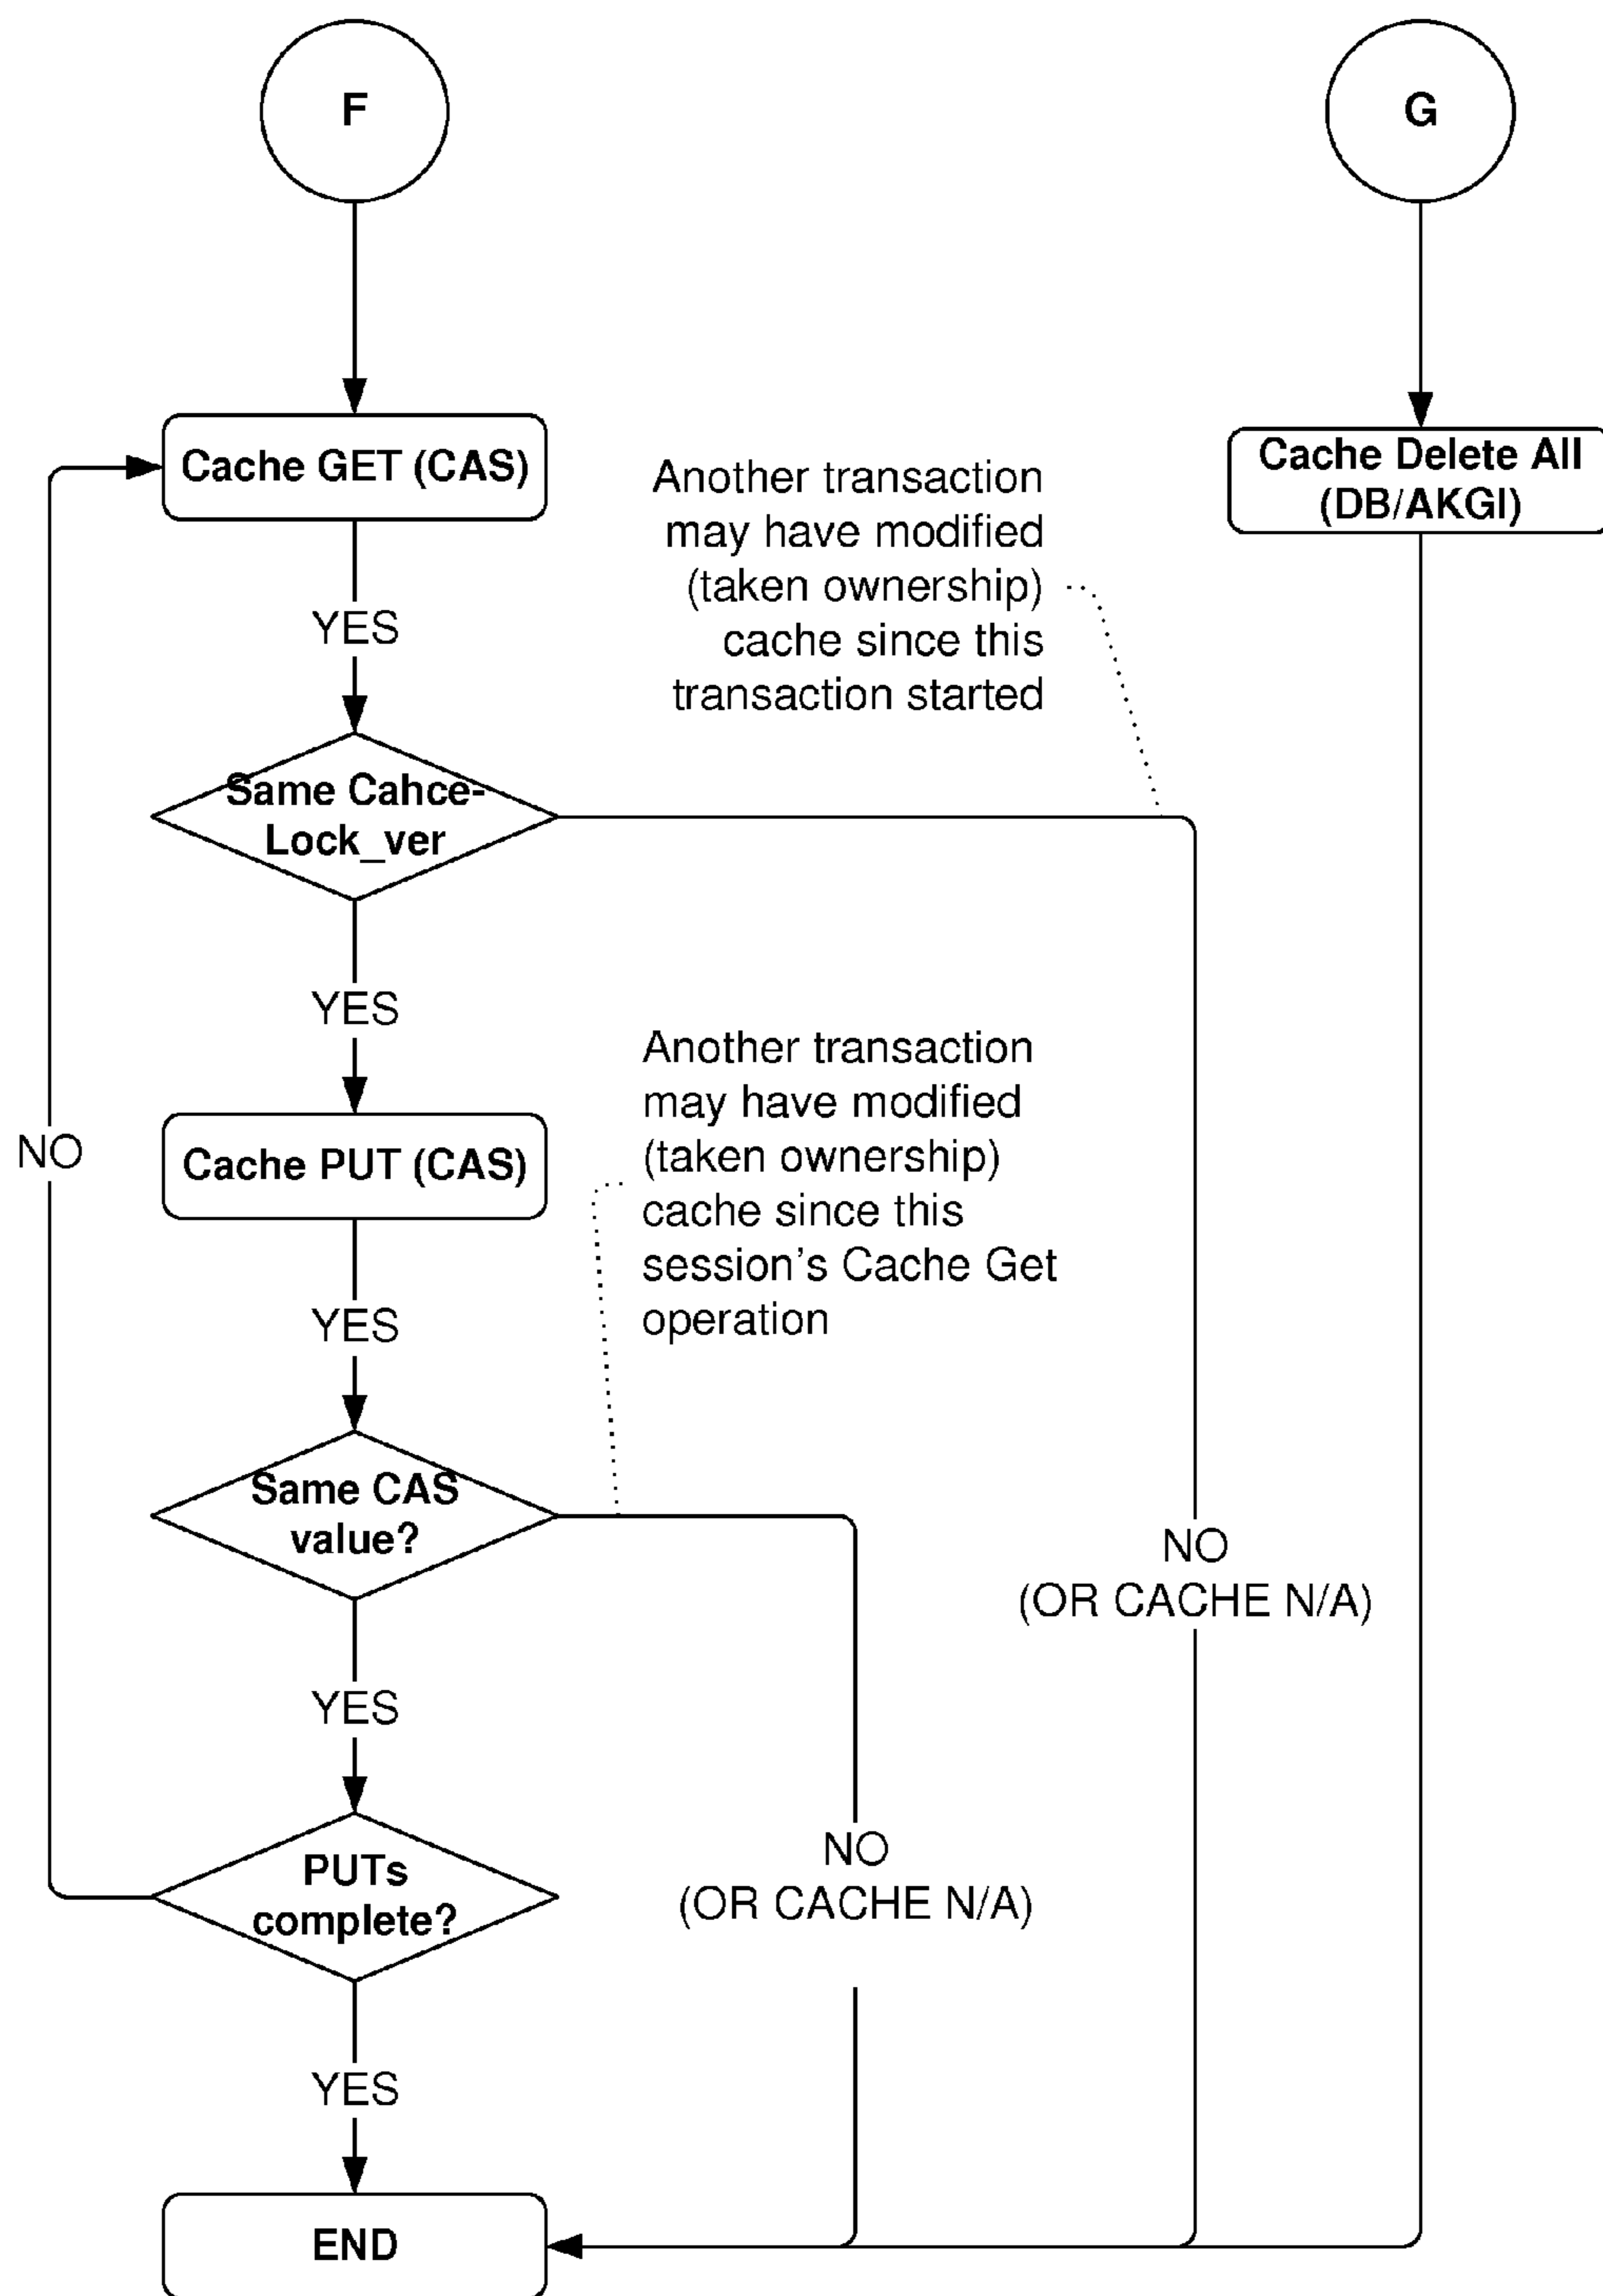 F
G
Cache GET (CAS)
Cache Delete All
(DB/AKGI)
Another transaction
may have modified
(taken ownership)
cache since this
transaction started
YES
Same Cahce-
Lock_ver
YES
Another transaction
may have modified
(taken ownership)
cache since this
session's Cache Get
operation
NO
Cache PUT (CAS)
YES
Same CAS
value?
NO
(OR CACHE N/A)
YES
NO
(OR CACHE N/A)
PUTs
complete?
YES
END